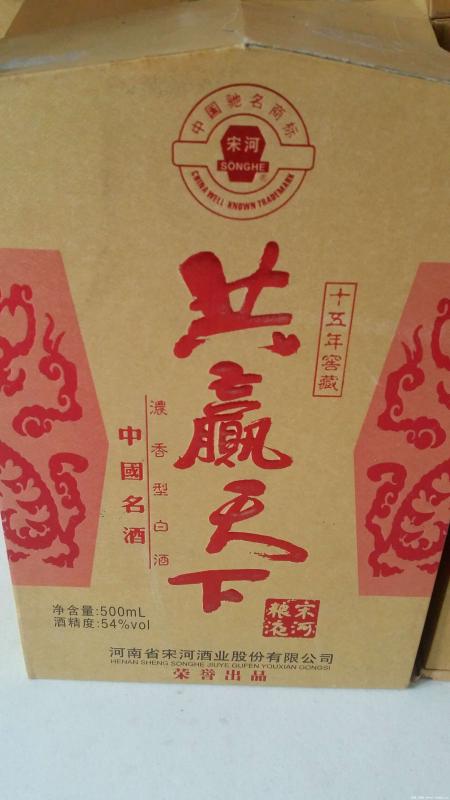 中国驰名商标
宋河
SONGHE
CHINA WELL-KNOWN TRADEMARK
共赢天下
十五年窖藏
濃香型白酒
中國名酒
宋河
粮液
净含量:500mL
酒精度:54%vol
河南省宋河酒业股份有限公司
HENAN SHENG SONGHE JIUYE GUFEN YOUXIAN GONGSI
荣誉出品